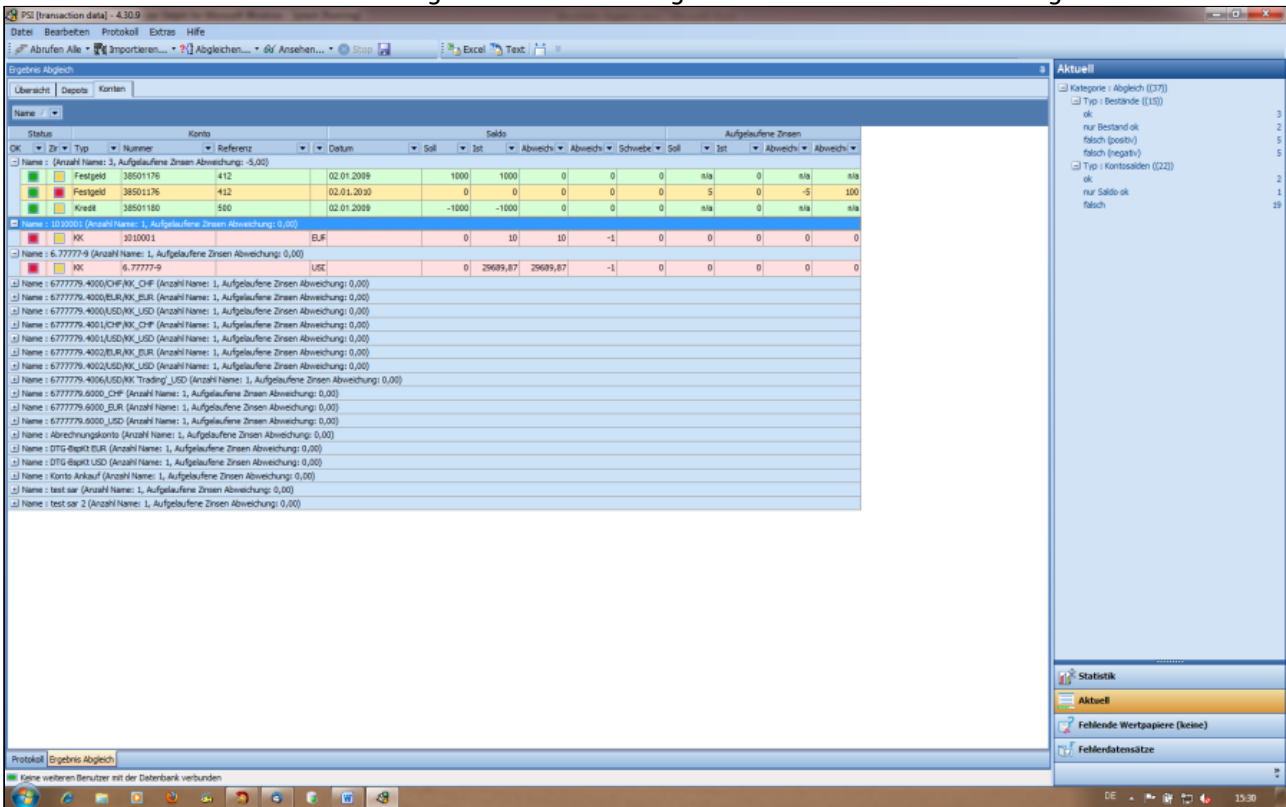 PSI [transaction data] - 4.30.9
Datei Bearbeiten Protokoll Extras Hilfe
Abrufen Alle Importieren... Abgleichen... Ansehen... Stop Excel Text
Ergebnis Abgleich
Übersicht Depots Konten
Name
Status Konto Saldo Aufgelaufene Zinsen
OK Zir Typ Nummer Referenz Datum Soll Ist Abweich Abweich Schwebe Soll Ist Abweich Abweich
Name : (Anzahl Name: 3, Aufgelaufene Zinsen Abweichung: -5,00)
Festgeld 38501176 412 02.01.2009 1000 1000 0 0 0 n/a 0 n/a n/a
Festgeld 38501176 412 02.01.2010 0 0 0 0 0 5 0 -5 100
Kredit 38501180 500 02.01.2009 -1000 -1000 0 0 0 n/a 0 n/a n/a
Name : 1010001 (Anzahl Name: 1, Aufgelaufene Zinsen Abweichung: 0,00)
KK 1010001 EUR 0 10 10 -1 0 0 0 0 0
Name : 6.77777-9 (Anzahl Name: 1, Aufgelaufene Zinsen Abweichung: 0,00)
KK 6.77777-9 USD 0 29689,87 29689,87 -1 0 0 0 0 0
Name : 6777779.4000/CHF/KK_CHF (Anzahl Name: 1, Aufgelaufene Zinsen Abweichung: 0,00)
Name : 6777779.4000/EUR/KK_EUR (Anzahl Name: 1, Aufgelaufene Zinsen Abweichung: 0,00)
Name : 6777779.4000/USD/KK_USD (Anzahl Name: 1, Aufgelaufene Zinsen Abweichung: 0,00)
Name : 6777779.4001/CHF/KK_CHF (Anzahl Name: 1, Aufgelaufene Zinsen Abweichung: 0,00)
Name : 6777779.4001/USD/KK_USD (Anzahl Name: 1, Aufgelaufene Zinsen Abweichung: 0,00)
Name : 6777779.4002/EUR/KK_EUR (Anzahl Name: 1, Aufgelaufene Zinsen Abweichung: 0,00)
Name : 6777779.4002/USD/KK_USD (Anzahl Name: 1, Aufgelaufene Zinsen Abweichung: 0,00)
Name : 6777779.4006/USD/KK 'Trading'_USD (Anzahl Name: 1, Aufgelaufene Zinsen Abweichung: 0,00)
Name : 6777779.6000_CHF (Anzahl Name: 1, Aufgelaufene Zinsen Abweichung: 0,00)
Name : 6777779.6000_EUR (Anzahl Name: 1, Aufgelaufene Zinsen Abweichung: 0,00)
Name : 6777779.6000_USD (Anzahl Name: 1, Aufgelaufene Zinsen Abweichung: 0,00)
Name : Abrechnungskonto (Anzahl Name: 1, Aufgelaufene Zinsen Abweichung: 0,00)
Name : DTG-BspKt EUR (Anzahl Name: 1, Aufgelaufene Zinsen Abweichung: 0,00)
Name : DTG-BspKt USD (Anzahl Name: 1, Aufgelaufene Zinsen Abweichung: 0,00)
Name : Konto Ankauf (Anzahl Name: 1, Aufgelaufene Zinsen Abweichung: 0,00)
Name : test sar (Anzahl Name: 1, Aufgelaufene Zinsen Abweichung: 0,00)
Name : test sar 2 (Anzahl Name: 1, Aufgelaufene Zinsen Abweichung: 0,00)
Aktuell
Kategorie : Abgleich ((37))
Typ : Bestände ((15))
ok 3
nur Bestand ok 2
falsch (positiv) 5
falsch (negativ) 5
Typ : Kontosalden ((22))
ok 2
nur Saldo ok 1
falsch 19
Statistik
Aktuell
Fehlende Wertpapiere (keine)
Fehlerdatensätze
Protokoll Ergebnis Abgleich
Keine weiteren Benutzer mit der Datenbank verbunden
DE 15:30